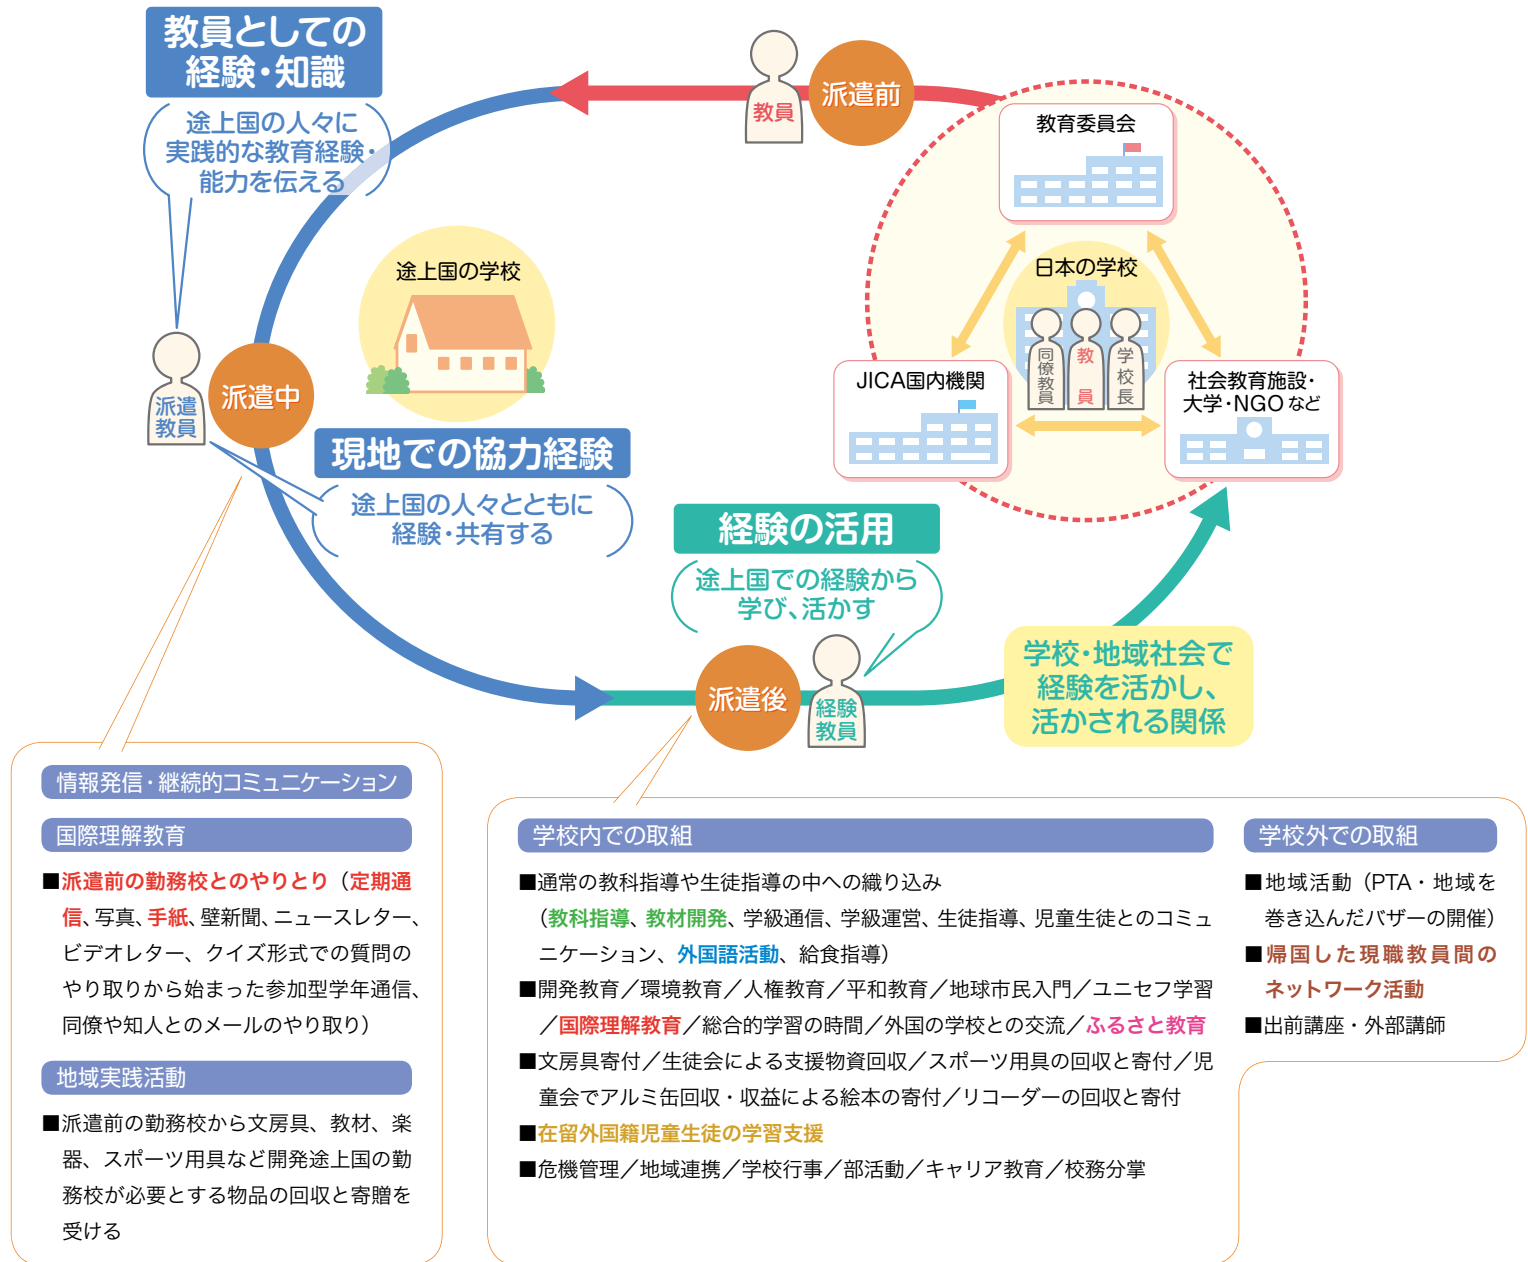 教員としての
経験・知識
途上国の人々に
実践的な教育経験・
能力を伝える
教員
派遣前
教育委員会
途上国の学校
日本の学校
同僚教員
教員
学校長
JICA国内機関
社会教育施設・
大学・NGOなど
派遣
教員
派遣中
現地での協力経験
途上国の人々とともに
経験・共有する
経験の活用
途上国での経験から
学び、活かす
派遣後
経験
教員
学校・地域社会で
経験を活かし、
活かされる関係
情報発信・継続的コミュニケーション
国際理解教育
■派遣前の勤務校とのやりとり（定期通
信、写真、手紙、壁新聞、ニュースレター、
ビデオレター、クイズ形式での質問の
やり取りから始まった参加型学年通信、
同僚や知人とのメールのやり取り）
地域実践活動
■派遣前の勤務校から文房具、教材、楽
器、スポーツ用具など開発途上国の勤
務校が必要とする物品の回収と寄贈を
受ける
学校内での取組
■通常の教科指導や生徒指導の中への織り込み
（教科指導、教材開発、学級通信、学級運営、生徒指導、児童生徒とのコミュ
ニケーション、外国語活動、給食指導）
■開発教育／環境教育／人権教育／平和教育／地球市民入門／ユニセフ学習
／国際理解教育／総合的学習の時間／外国の学校との交流／ふるさと教育
■文房具寄付／生徒会による支援物資回収／スポーツ用具の回収と寄付／児
童会でアルミ缶回収・収益による絵本の寄付／リコーダーの回収と寄付
■在留外国籍児童生徒の学習支援
■危機管理／地域連携／学校行事／部活動／キャリア教育／校務分掌
学校外での取組
■地域活動（PTA・地域を
巻き込んだバザーの開催）
■帰国した現職教員間の
ネットワーク活動
■出前講座・外部講師